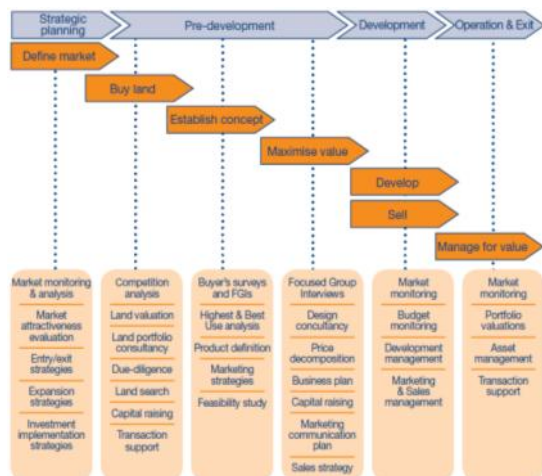 Strategic
planning
Pre-development
Development
Operation & Exit
Define market
Buy land
Establish concept
Maximise value
Develop
Sell
Manage for value
Market monitoring
& analysis
Market
attractiveness
evaluation
Entry/exit
strategies
Expansion
strategies
Investment
implementation
strategies
Competition
analysis
Land valuation
Land portfolio
consultancy
Due-diligence
Land search
Capital raising
Transaction
support
Buyer's surveys
and FGIs
Highest & Best
Use analysis
Product definition
Marketing
strategies
Feasibility study
Focused Group
Interviews
Design
concultancy
Price
decomposition
Business plan
Capital raising
Marketing
communication
plan
Sales strategy
Market
monitoring
Budget
monitoring
Development
management
Marketing
& Sales
management
Market
monitoring
Portfolio
valuations
Asset
management
Transaction
support